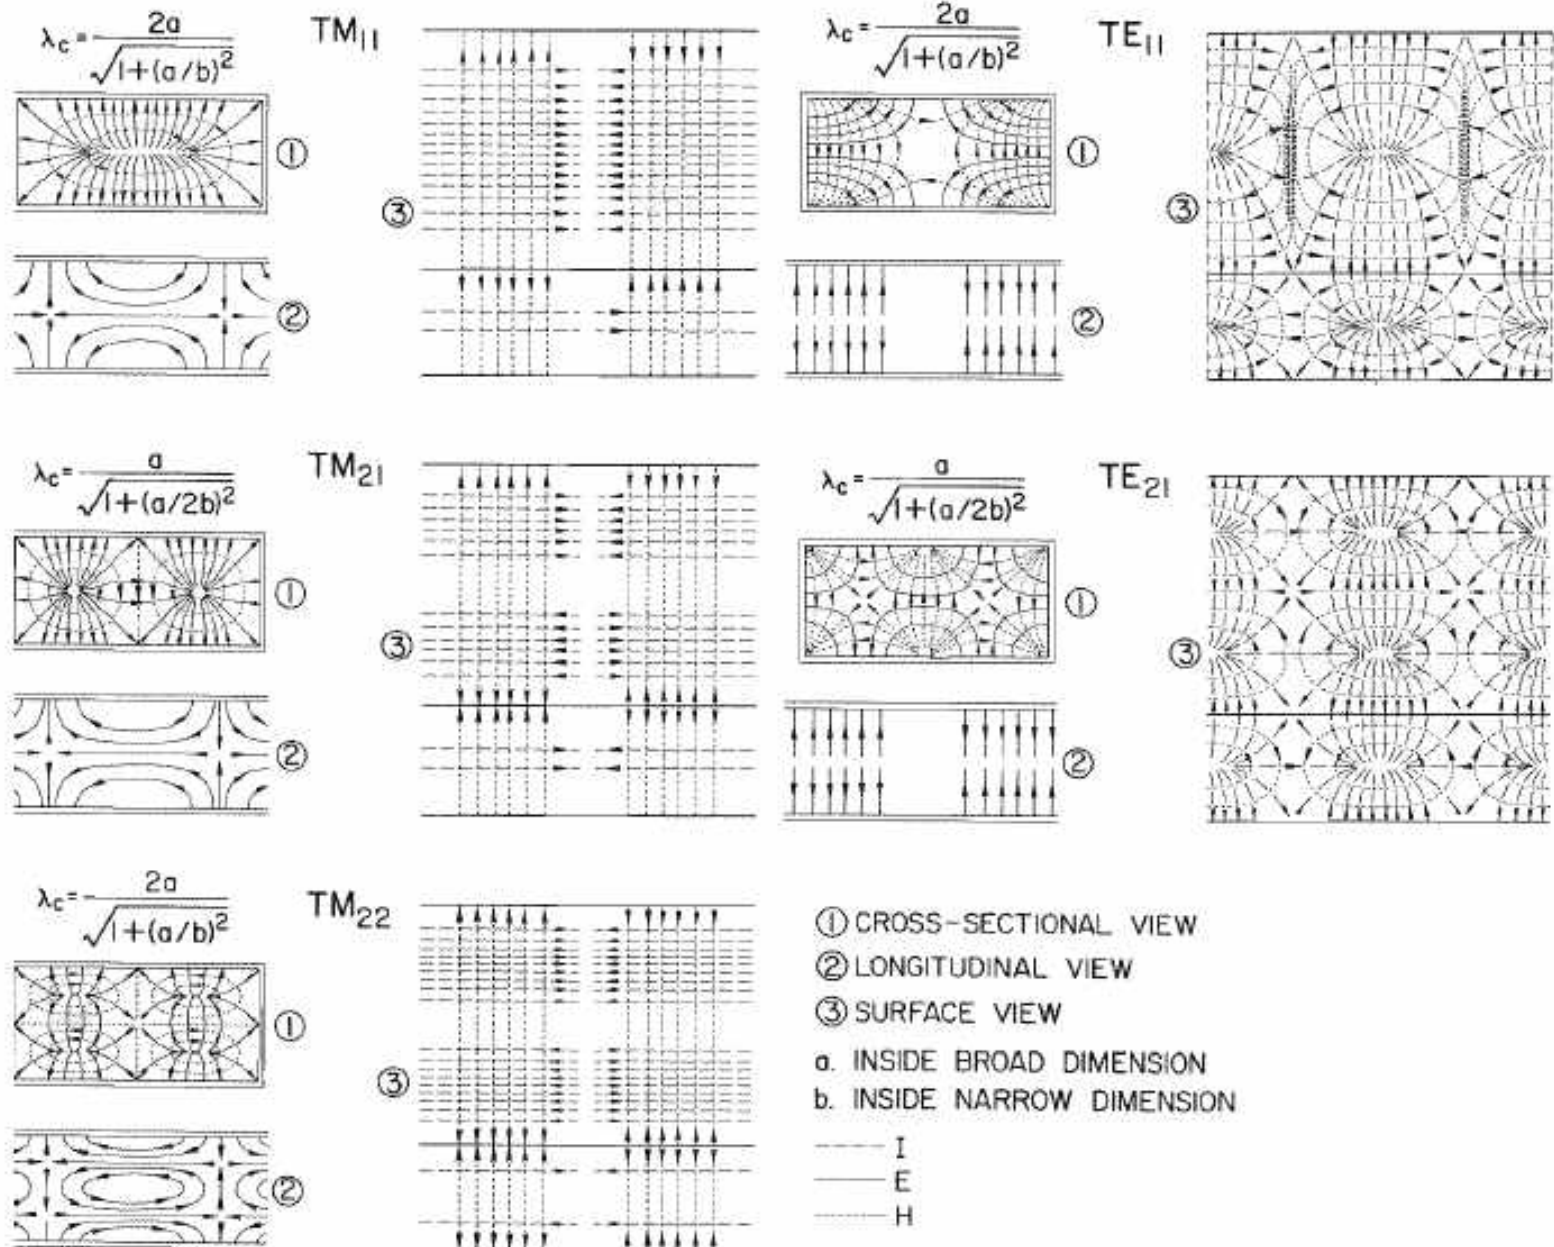 λc= 2a / √1+(a/b)²
TM11
①
②
③
λc= 2a / √1+(a/b)²
TE11
①
②
③
λc= a / √1+(a/2b)²
TM21
①
②
③
λc= a / √1+(a/2b)²
TE21
①
②
③
λc= 2a / √1+(a/b)²
TM22
①
②
③
① CROSS-SECTIONAL VIEW
② LONGITUDINAL VIEW
③ SURFACE VIEW
a. INSIDE BROAD DIMENSION
b. INSIDE NARROW DIMENSION
I
E
H